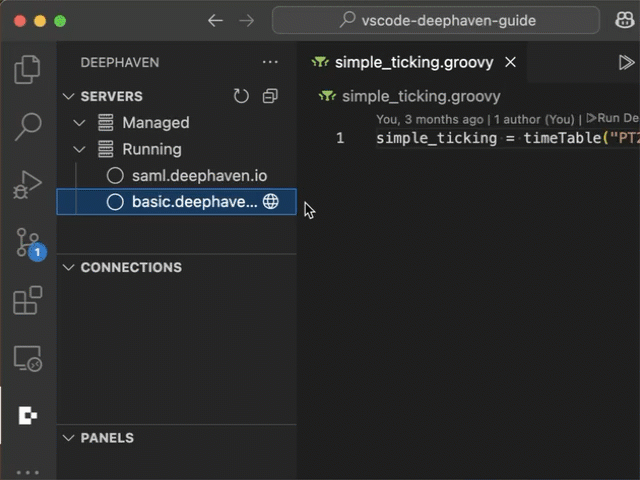 vscode-deephaven-guide
DEEPHAVEN
simple_ticking.groovy
SERVERS
simple_ticking.groovy
You, 3 months ago | 1 author (You) | Run De
Managed
1 simple_ticking = timeTable("PT2
Running
saml.deephaven.io
basic.deephave...
1
CONNECTIONS
PANELS